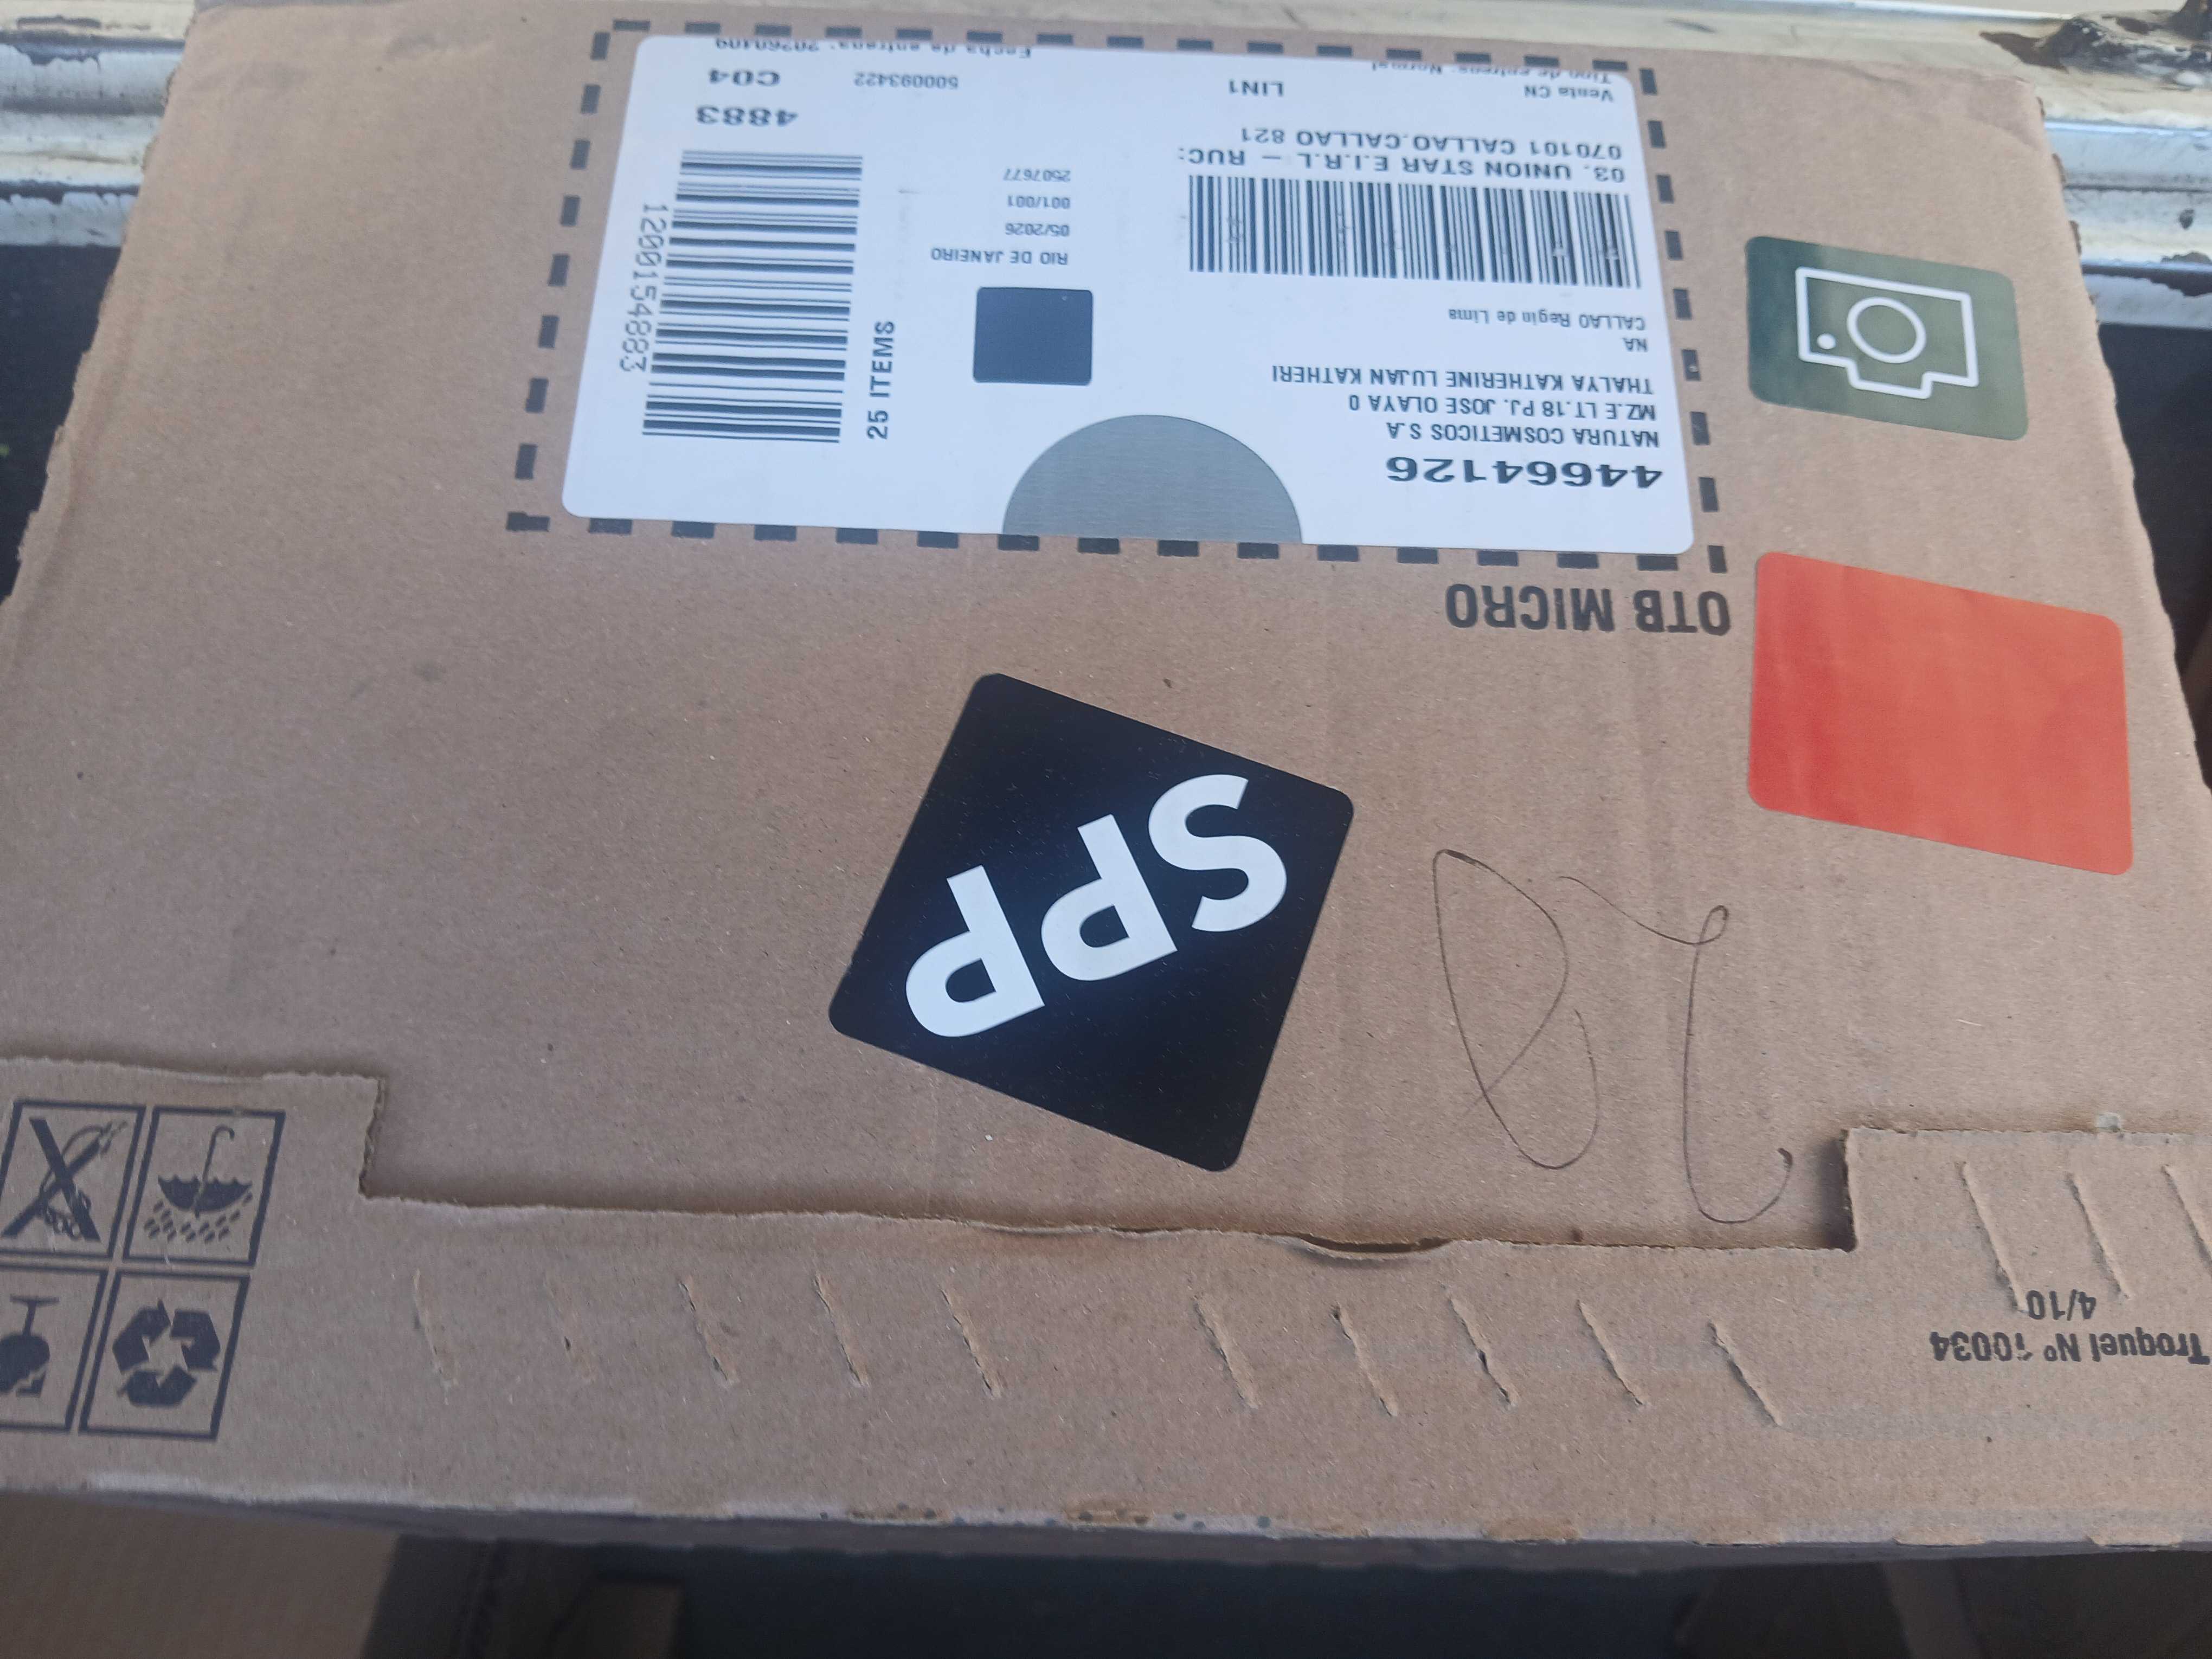 44664126
NATURA COSMETICOS S.A
MZ.E LT.18 PJ. JOSE OLAYA 0
THALYA KATHERINE LUJAN KATHERI
NA
CALLAO Regin de Lima
03. UNION STAR E.I.R.L - RUC:
070101 CALLAO.CALLAO 821
Venta CN
LIN1
500093422
C04
Tipo de entrega: Normal
Fecha de entrega: 20260409
RIO DE JANEIRO
05/2026
001/001
2507677
25 ITEMS
1200154883
4883
OTB MICRO
SPP
Troquel Nº
4/10